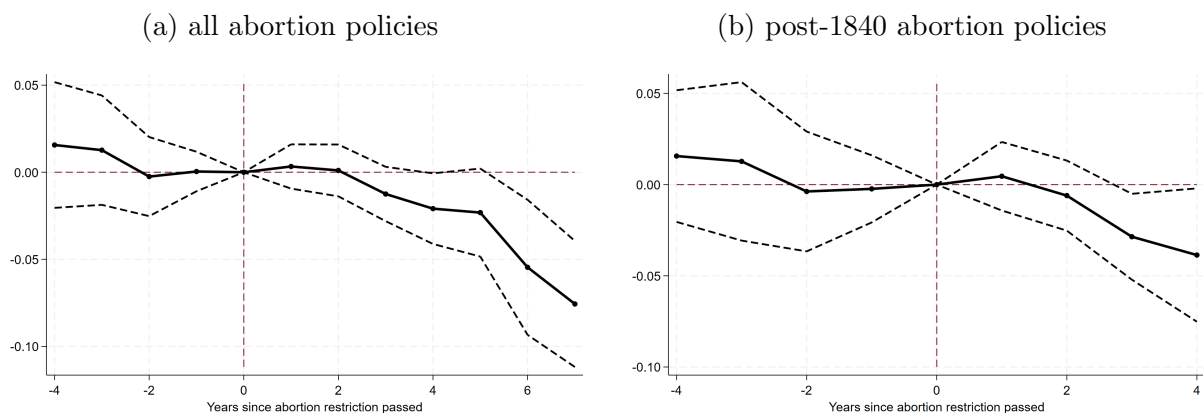 (a) all abortion policies
0.05
0.00
-0.05
-0.10
-4 -2 0 2 4 6
Years since abortion restriction passed
(b) post-1840 abortion policies
0.05
0.00
-0.05
-0.10
-4 -2 0 2 4
Years since abortion restriction passed